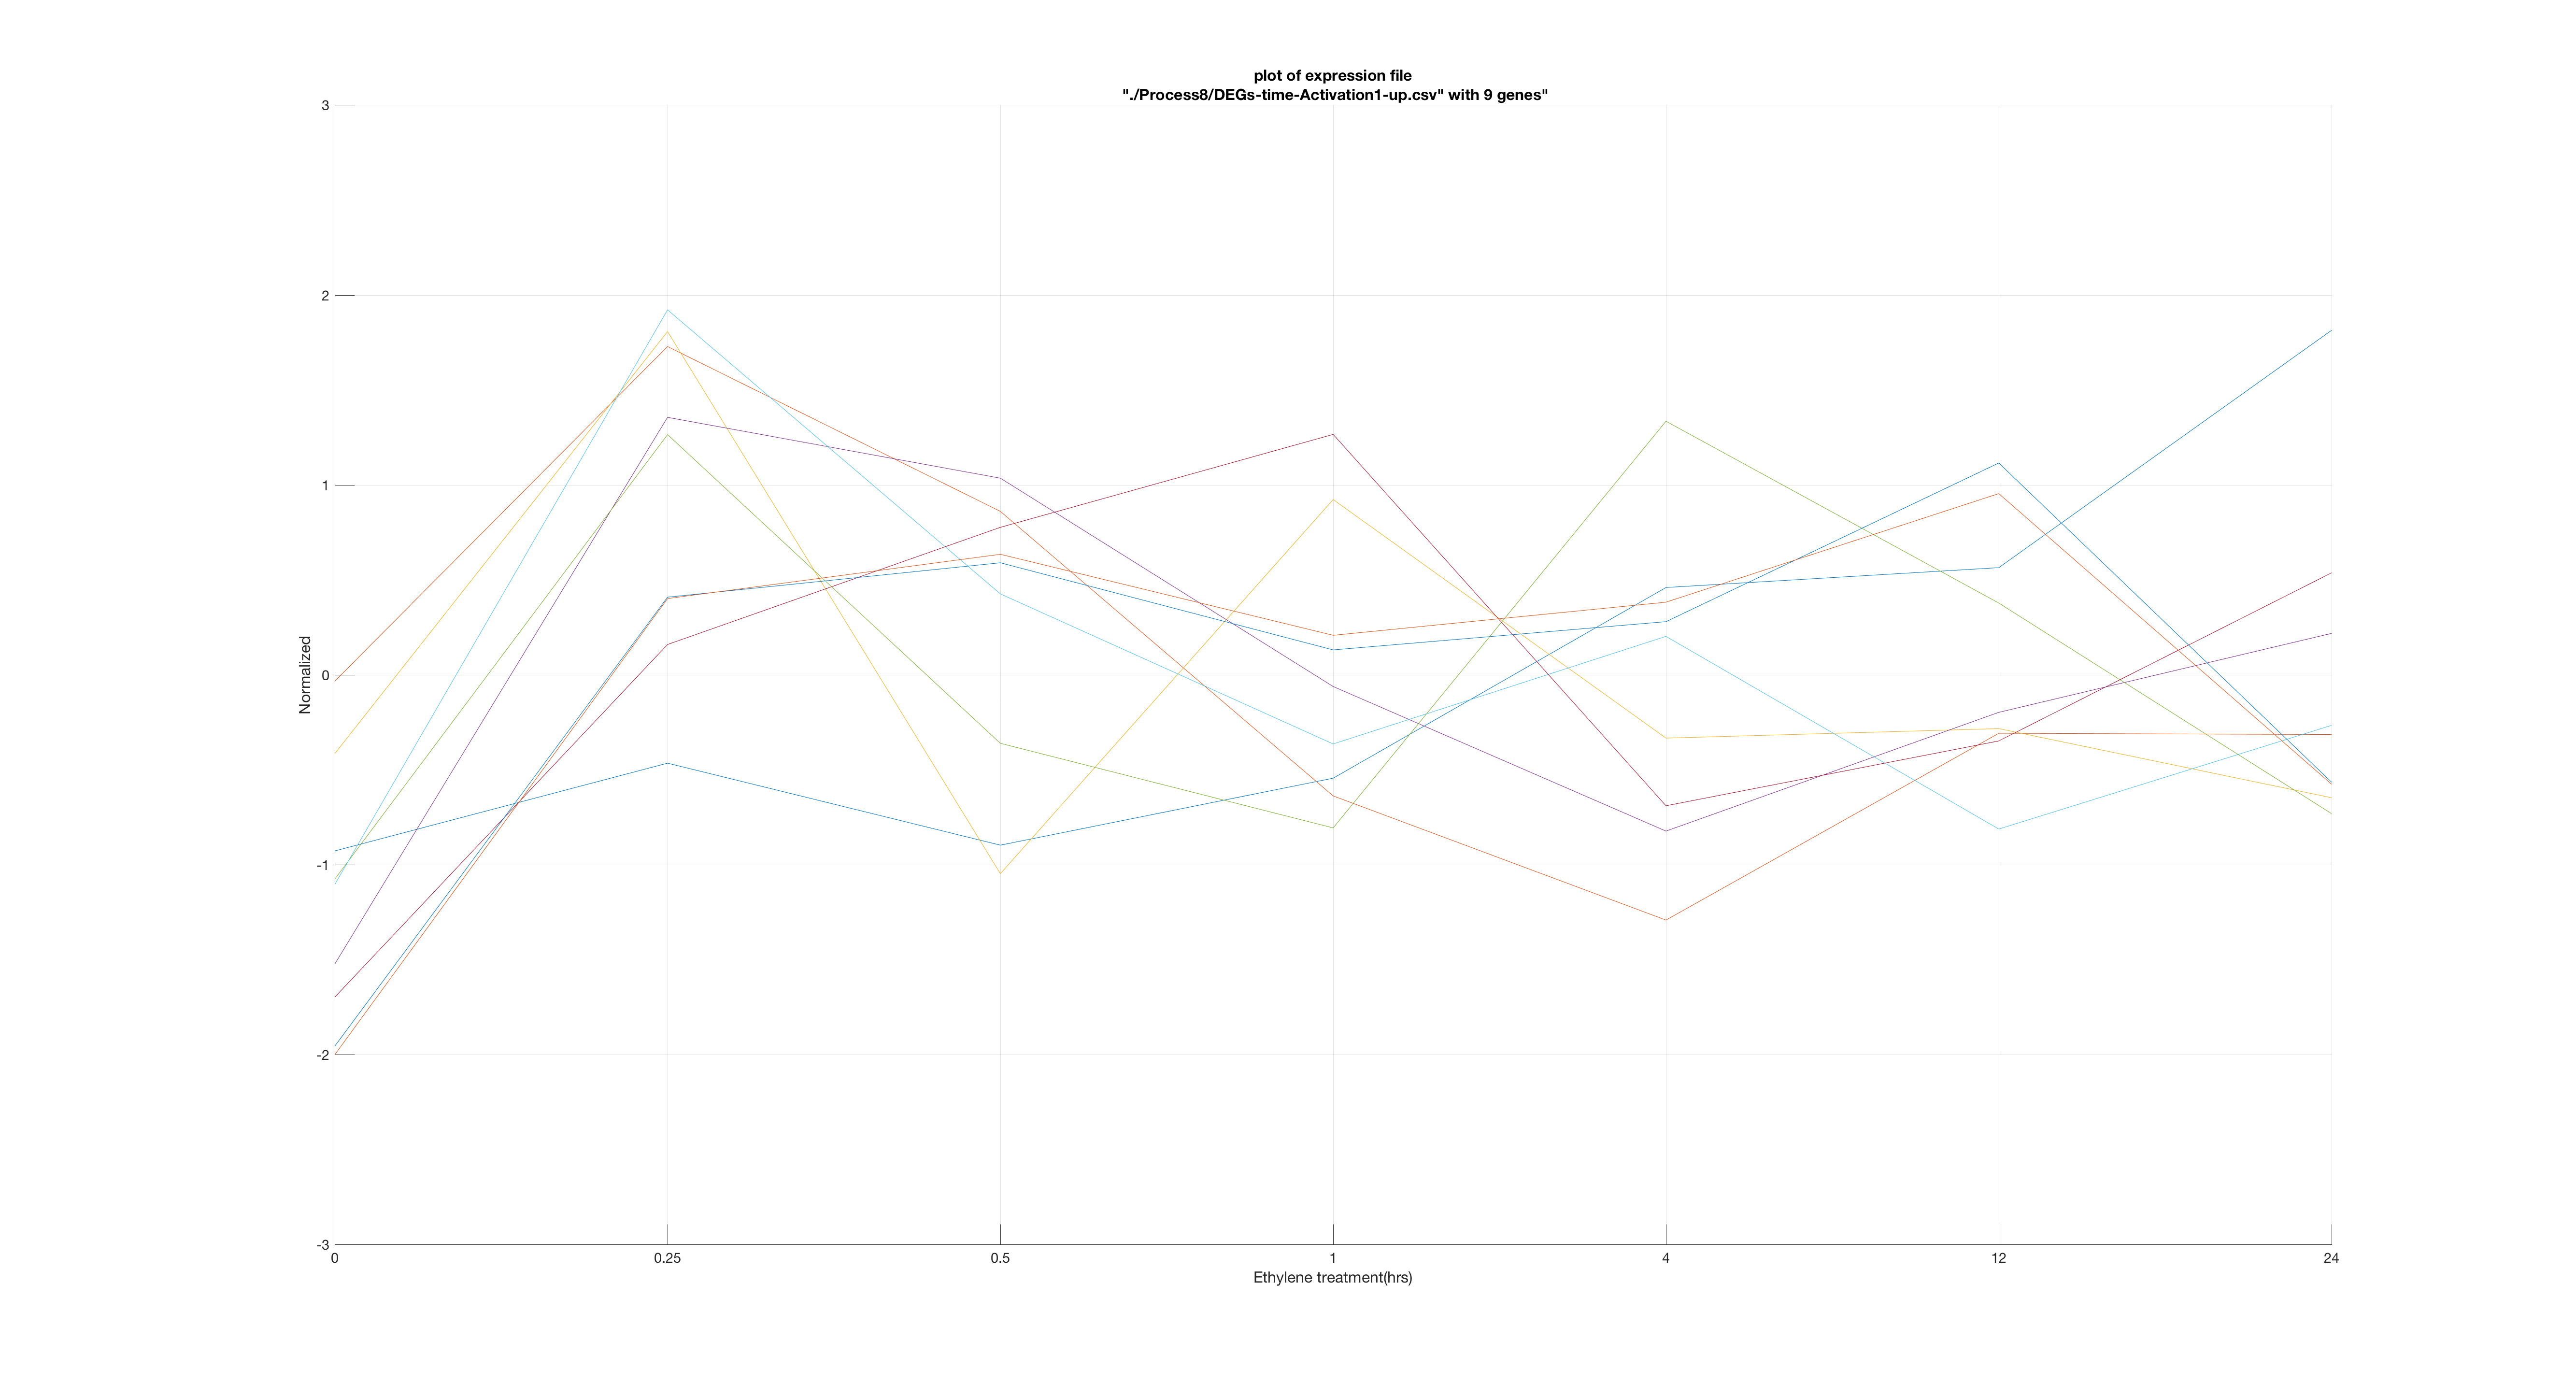 plot of expression file
"./Process8/DEGs-time-Activation1-up.csv" with 9 genes"
3
2
1
0
-1
-2
-3
Normalized
0 0.25 0.5 1 4 12 24
Ethylene treatment(hrs)